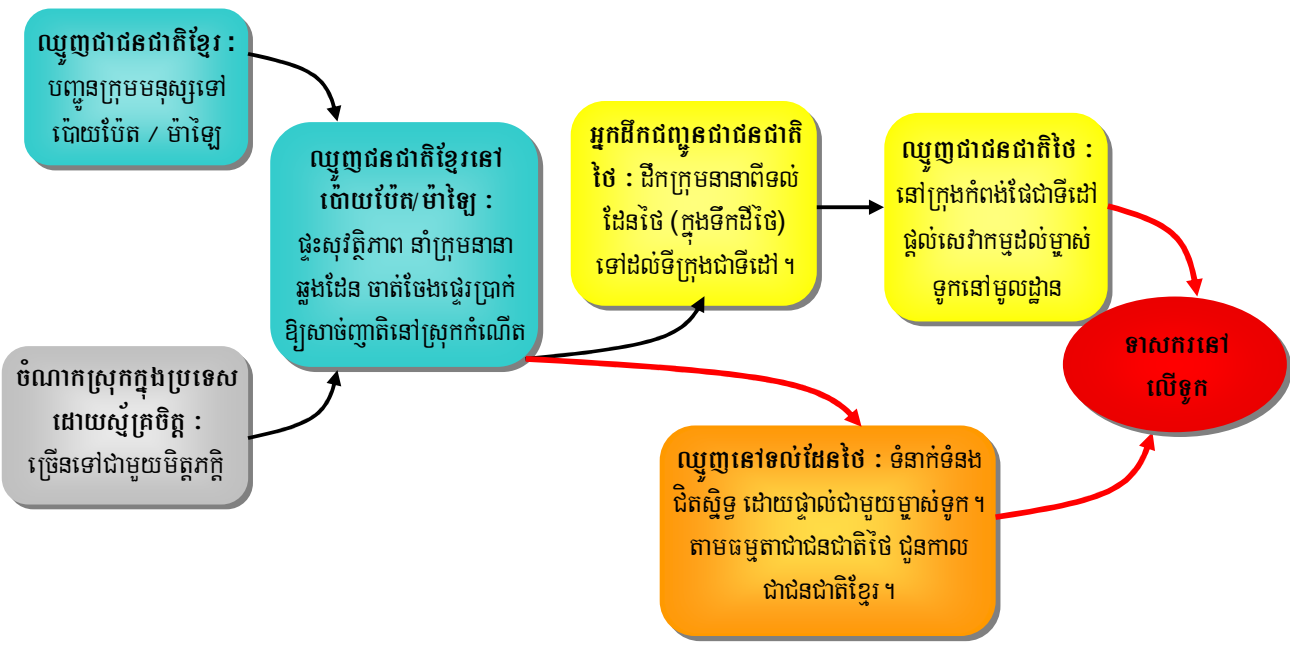 ឈ្មួញជាជនជាតិខ្មែរ :
បញ្ជូនក្រុមមនុស្សទៅ
ប៉ោយប៉ែត / ម៉ាឡៃ
ឈ្មួញជនជាតិខ្មែរនៅ
ប៉ោយប៉ែត/ ម៉ាឡៃ :
ផ្ទះសុវត្ថិភាព នាំក្រុមនានា
ឆ្លងដែន ចាត់ចែងផ្ទេរប្រាក់
ឱ្យសាច់ញាតិនៅស្រុកកំណើត
ចំណាកស្រុកក្នុងប្រទេស
ដោយស្ម័គ្រចិត្ត :
ច្រើនទៅជាមួយមិត្តភក្តិ
អ្នកដឹកជញ្ជូនជាជនជាតិ
ថៃ : ដឹកក្រុមនានាពីទល់
ដែនថៃ (ក្នុងទឹកដីថៃ)
ទៅដល់ទីក្រុងជាទីដៅ ។
ឈ្មួញជាជនជាតិថៃ :
នៅក្រុងកំពង់ផែជាទីដៅ
ផ្តល់សេវាកម្មដល់ម្ចាស់
ទូកនៅមូលដ្ឋាន
ឈ្មួញនៅទល់ដែនថៃ : ទំនាក់ទំនង
ជិតស្និទ្ធ ដោយផ្ទាល់ជាមួយម្ចាស់ទូក ។
តាមធម្មតាជាជនជាតិថៃ ជួនកាល
ជាជនជាតិខ្មែរ ។
ទាសករនៅ
លើទូក